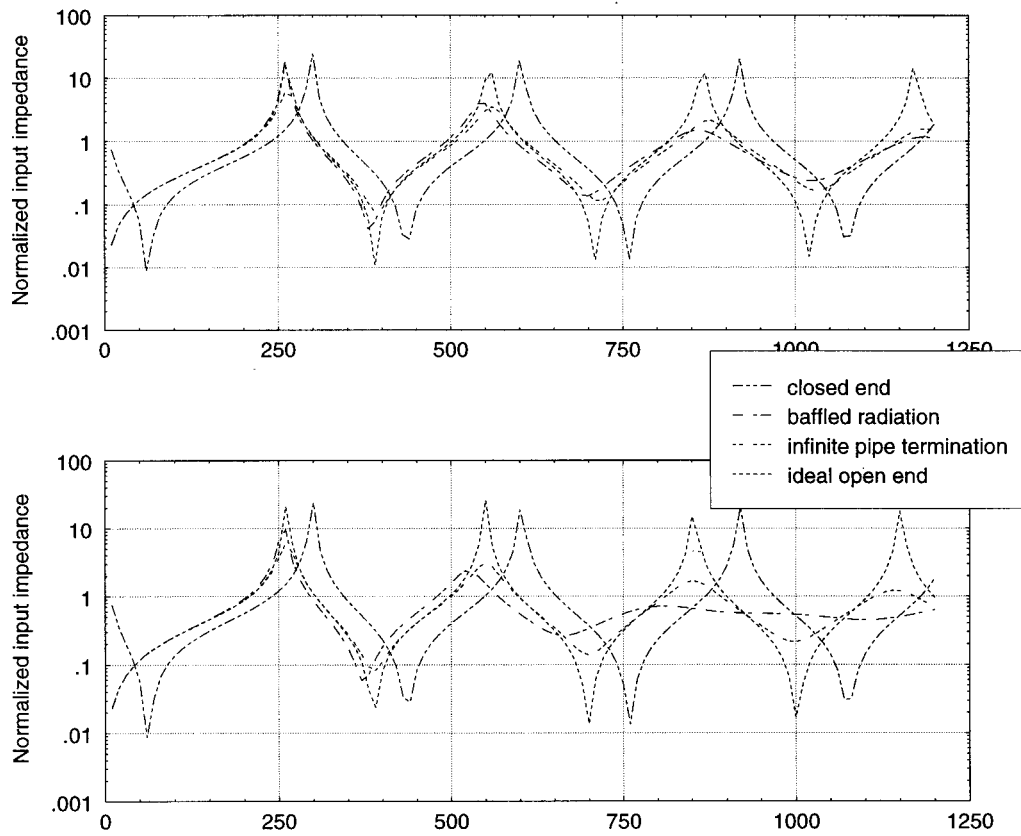 100
10
1
.1
.01
.001
Normalized input impedance
0 250 500 750 1000 1250
closed end
baffled radiation
infinite pipe termination
ideal open end
100
10
1
.1
.01
.001
Normalized input impedance
0 250 500 750 1000 1250